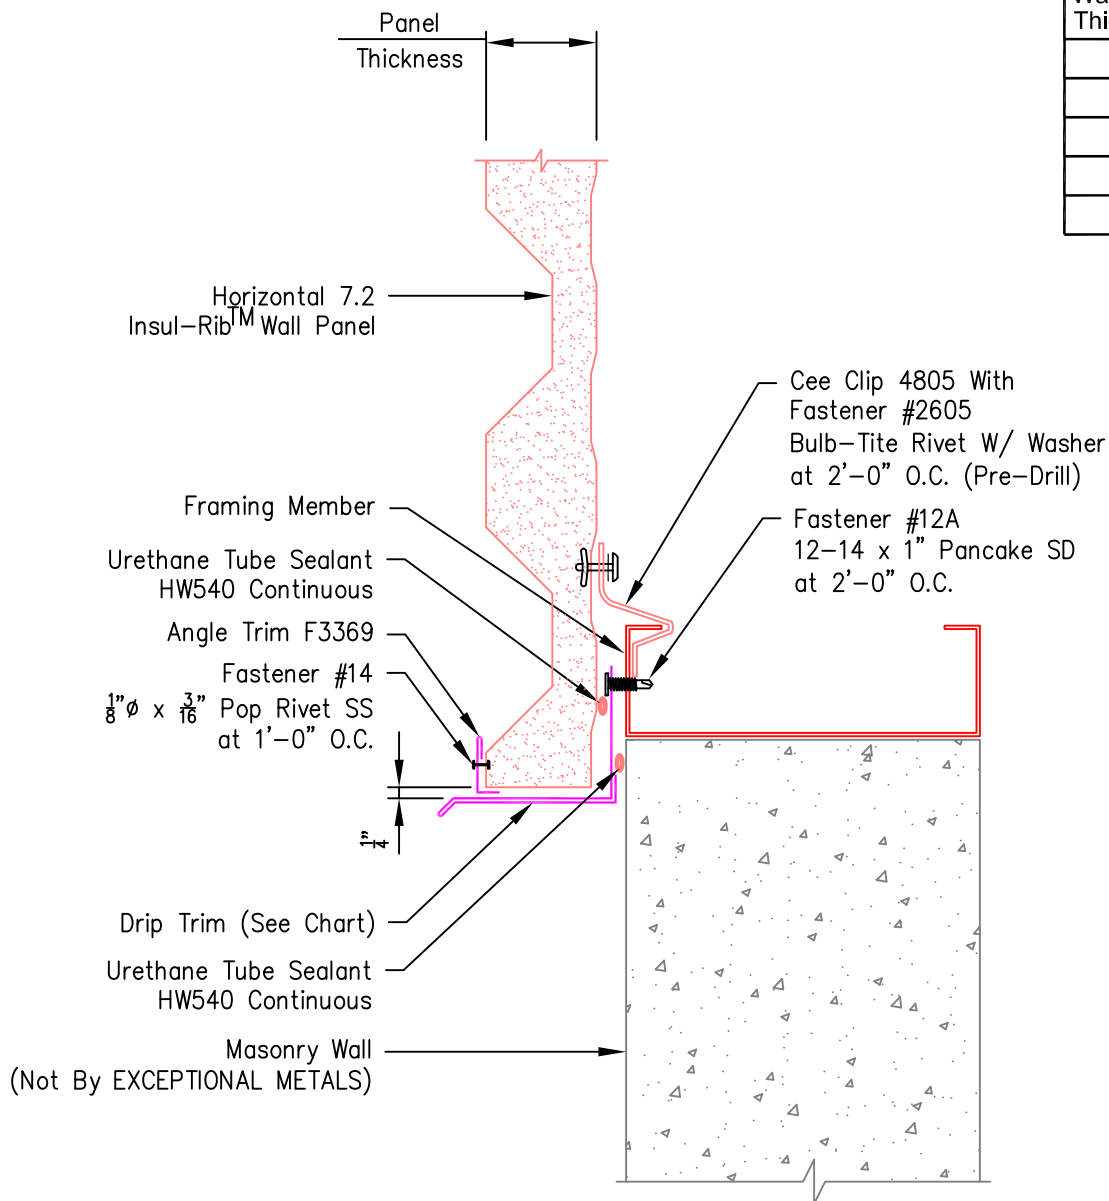 Panel
Thickness
Thi
Horizontal 7.2
Insul-Rib™ Wall Panel
Cee Clip 4805 With
Fastener #2605
Bulb-Tite Rivet W/ Washer
at 2'-0" O.C. (Pre-Drill)
Framing Member
Fastener #12A
12-14 x 1" Pancake SD
at 2'-0" O.C.
Urethane Tube Sealant
HW540 Continuous
Angle Trim F3369
Fastener #14
1/8"ø x 3/16" Pop Rivet SS
at 1'-0" O.C.
1/4"
Drip Trim (See Chart)
Urethane Tube Sealant
HW540 Continuous
Masonry Wall
(Not By EXCEPTIONAL METALS)